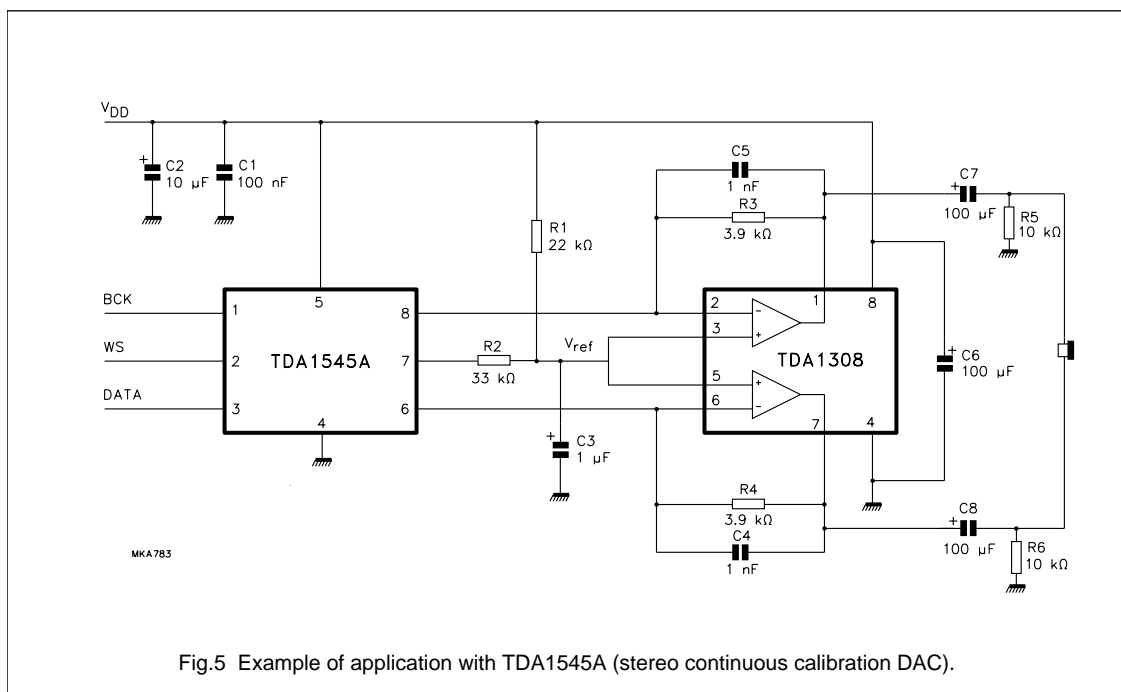 VDD
C2
10 µF
C1
100 nF
R1
22 kΩ
C5
1 nF
R3
3.9 kΩ
C7
+
100 µF
R5
10 kΩ
BCK
WS
DATA
1
2
3
5
TDA1545A
4
8
7
6
R2
33 kΩ
Vref
C3
+
1 µF
2
3
5
6
1
8
-
+
+
-
TDA1308
7
4
C6
+
100 µF
R4
3.9 kΩ
C4
1 nF
C8
+
100 µF
R6
10 kΩ
+
MKA783
Fig.5 Example of application with TDA1545A (stereo continuous calibration DAC).